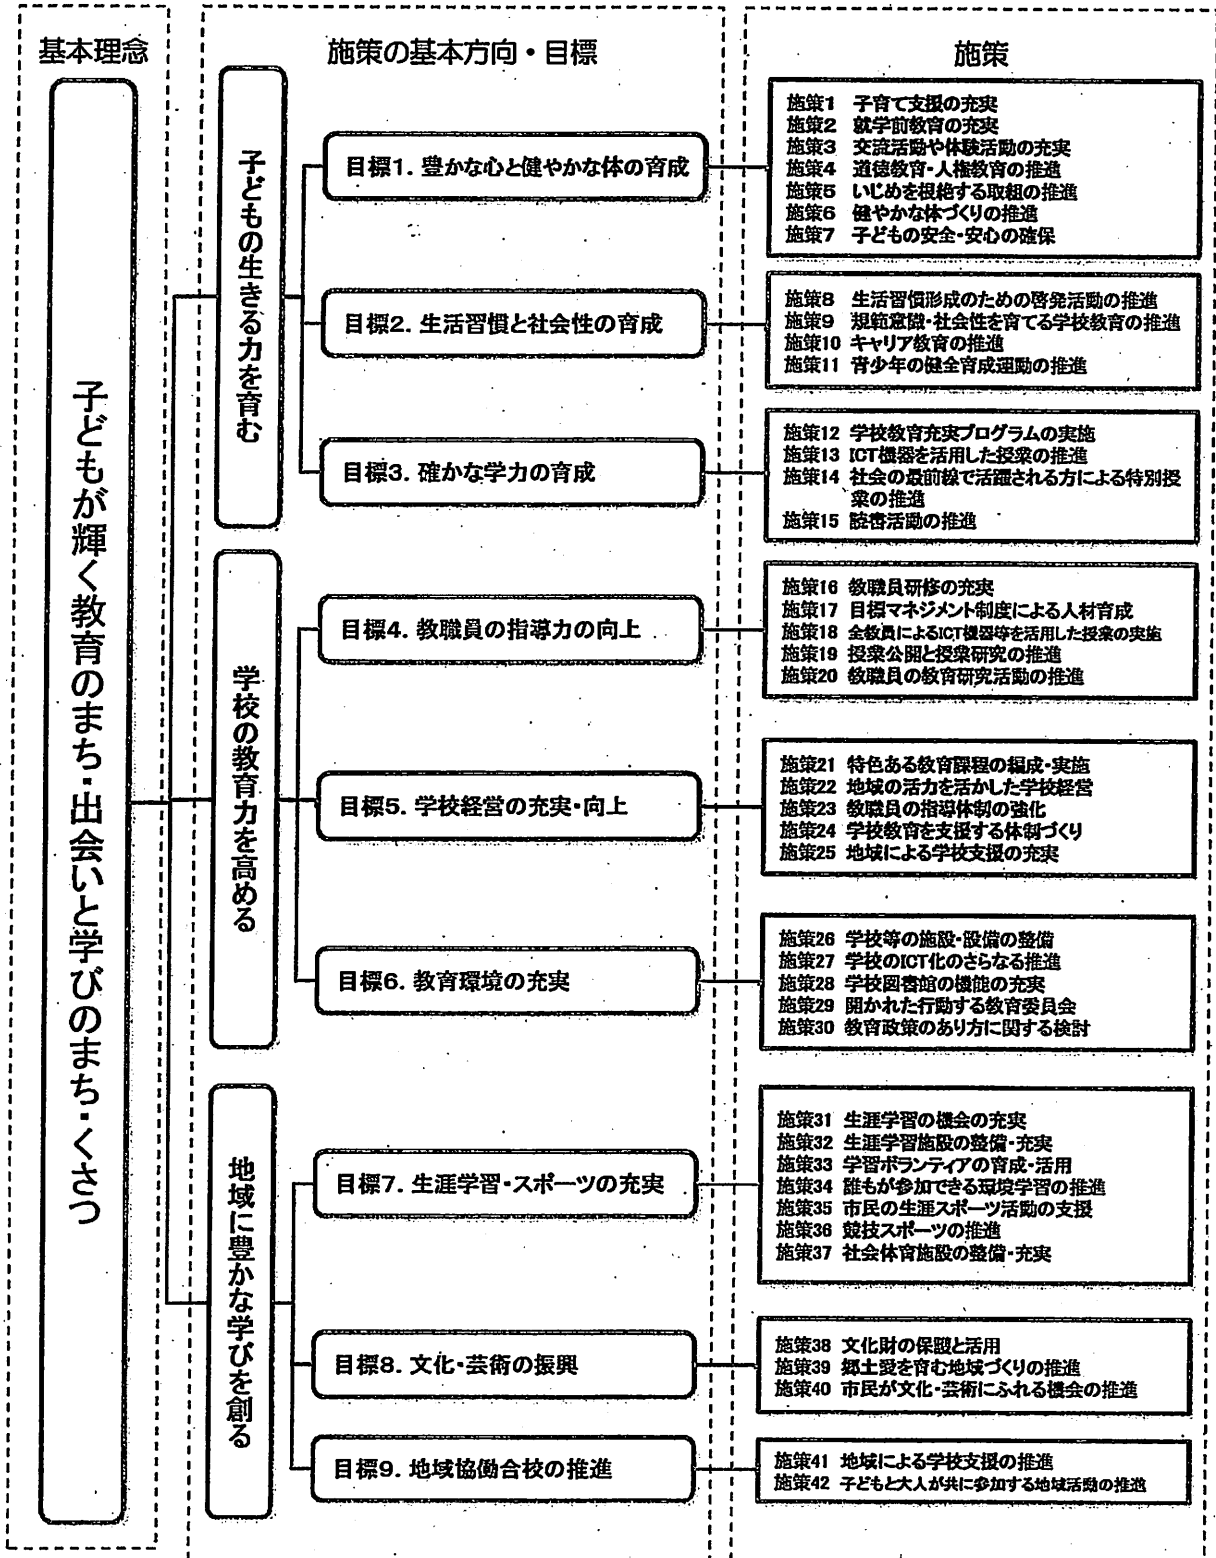 基本理念
施策の基本方向・目標
施策
子どもが輝く教育のまち・出会いと学びのまち・くさつ
子どもの生きる力を育む
目標1. 豊かな心と健やかな体の育成
施策1 子育て支援の充実
施策2 就学前教育の充実
施策3 交流活動や体験活動の充実
施策4 道徳教育・人権教育の推進
施策5 いじめを根絶する取組の推進
施策6 健やかな体づくりの推進
施策7 子どもの安全・安心の確保
目標2. 生活習慣と社会性の育成
施策8 生活習慣形成のための啓発活動の推進
施策9 規範意識・社会性を育てる学校教育の推進
施策10 キャリア教育の推進
施策11 青少年の健全育成運動の推進
目標3. 確かな学力の育成
施策12 学校教育充実プログラムの実施
施策13 ICT機器を活用した授業の推進
施策14 社会の最前線で活躍される方による特別授
業の推進
施策15 読書活動の推進
学校の教育力を高める
目標4. 教職員の指導力の向上
施策16 教職員研修の充実
施策17 目標マネジメント制度による人材育成
施策18 全教員によるICT機器等を活用した授業の実施
施策19 授業公開と授業研究の推進
施策20 教職員の教育研究活動の推進
目標5. 学校経営の充実・向上
施策21 特色ある教育課程の編成・実施
施策22 地域の活力を活かした学校経営
施策23 教職員の指導体制の強化
施策24 学校教育を支援する体制づくり
施策25 地域による学校支援の充実
目標6. 教育環境の充実
施策26 学校等の施設・設備の整備
施策27 学校のICT化のさらなる推進
施策28 学校図書館の機能の充実
施策29 開かれた行動する教育委員会
施策30 教育政策のあり方に関する検討
地域に豊かな学びを創る
目標7. 生涯学習・スポーツの充実
施策31 生涯学習の機会の充実
施策32 生涯学習施設の整備・充実
施策33 学習ボランティアの育成・活用
施策34 誰もが参加できる環境学習の推進
施策35 市民の生涯スポーツ活動の支援
施策36 競技スポーツの推進
施策37 社会体育施設の整備・充実
目標8. 文化・芸術の振興
施策38 文化財の保護と活用
施策39 郷土愛を育む地域づくりの推進
施策40 市民が文化・芸術にふれる機会の推進
目標9. 地域協働合校の推進
施策41 地域による学校支援の推進
施策42 子どもと大人が共に参加する地域活動の推進